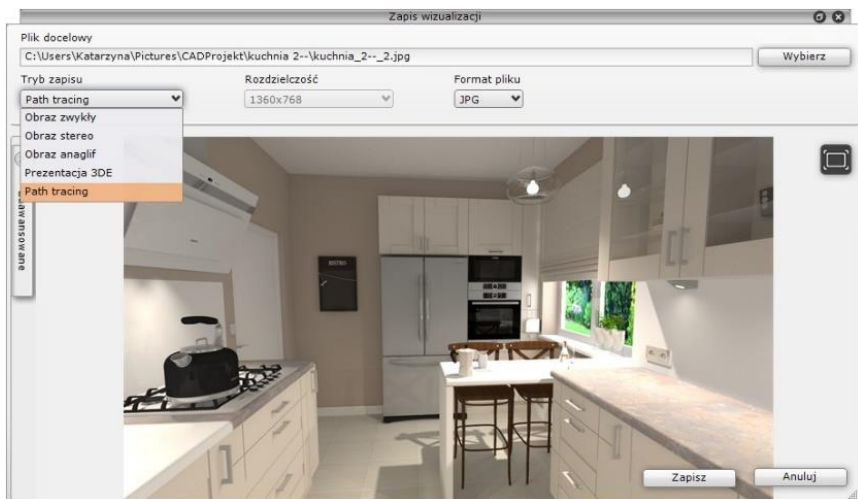 Zapis wizualizacji
Plik docelowy
C:\Users\Katarzyna\Pictures\CADProjekt\kuchnia 2--\kuchnia_2--_2.jpg
Wybierz
Tryb zapisu
Rozdzielczość
Format pliku
Path tracing
1360x768
JPG
Obraz zwykły
Obraz stereo
Obraz anaglif
Prezentacja 3DE
Path tracing
BISTRO
Zapisz
Anuluj